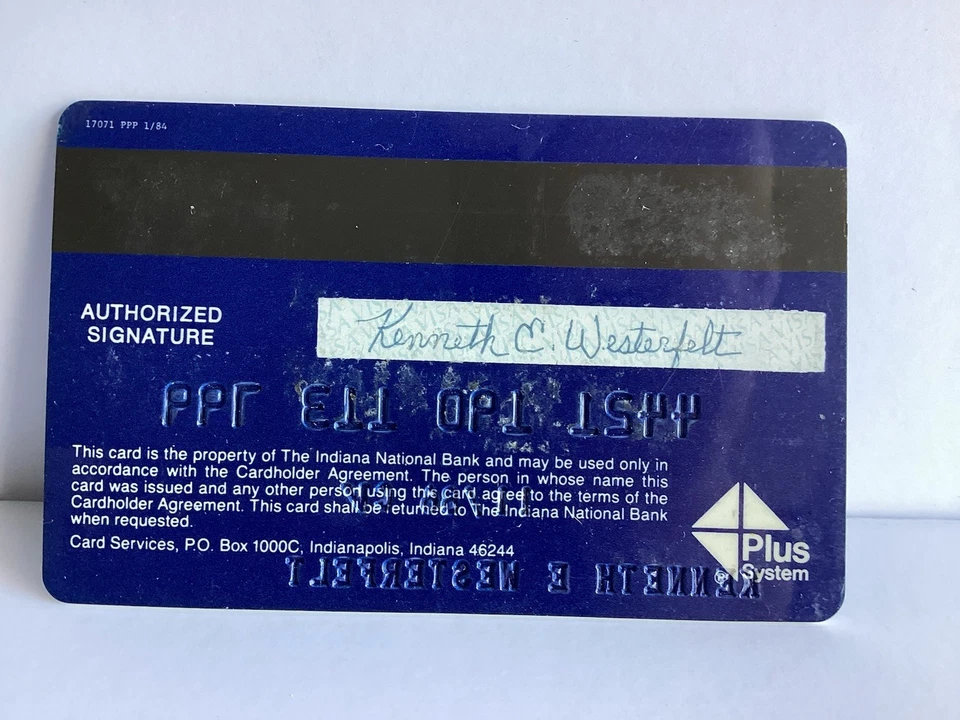 17071 PPP 1/84
AUTHORIZED
SIGNATURE
Kenneth E. Westerfelt
This card is the property of The Indiana National Bank and may be used only in
accordance with the Cardholder Agreement. The person in whose name this
card was issued and any other person using this card agree to the terms of the
Cardholder Agreement. This card shall be returned to The Indiana National Bank
when requested.
Card Services, P.O. Box 1000C, Indianapolis, Indiana 46244
Plus
System
KENNETH E WESTERFELT